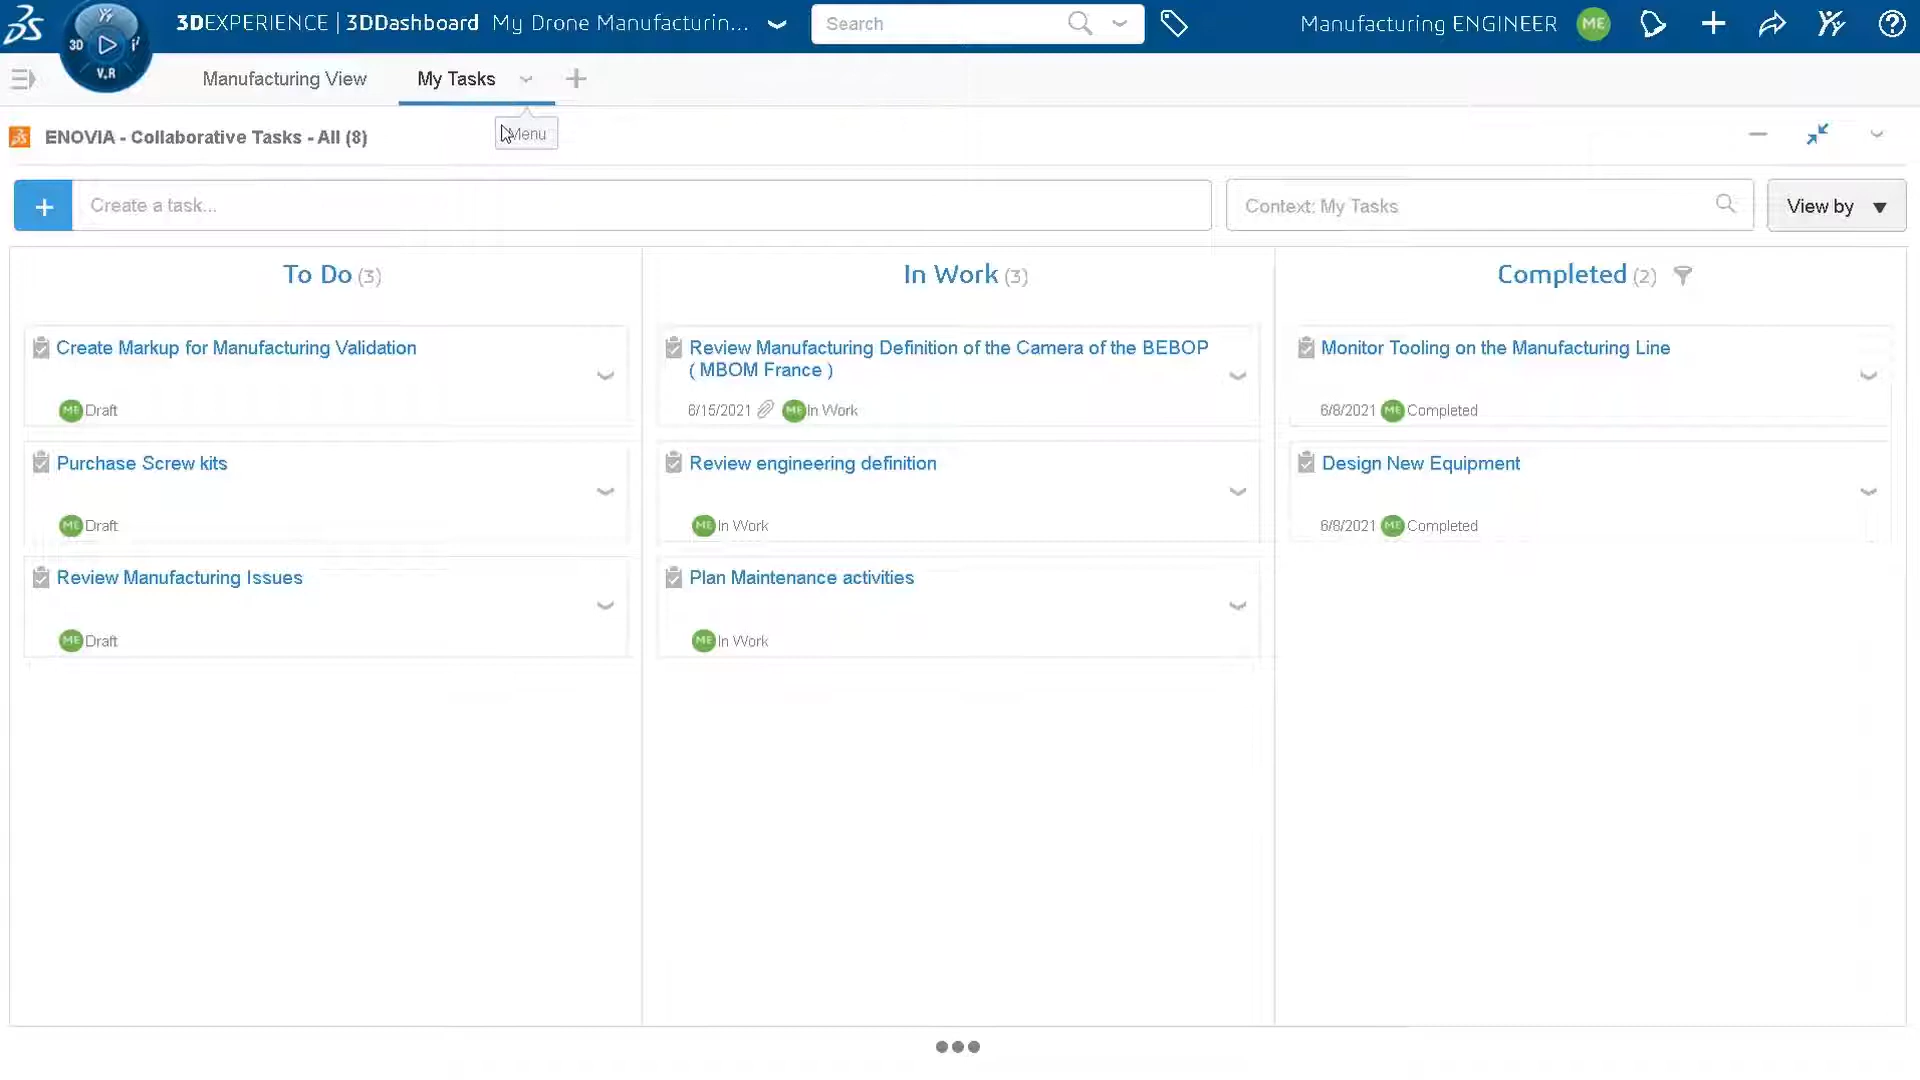 3DEXPERIENCE | 3DDashboard My Drone Manufacturin...
Search
Manufacturing ENGINEER
ME
3D
V.R
Manufacturing View
My Tasks
Menu
ENOVIA - Collaborative Tasks - All (8)
Create a task...
Context: My Tasks
View by
To Do (3)
Create Markup for Manufacturing Validation
ME Draft
Purchase Screw kits
ME Draft
Review Manufacturing Issues
ME Draft
In Work (3)
Review Manufacturing Definition of the Camera of the BEBOP
( MBOM France )
6/15/2021 ME In Work
Review engineering definition
ME In Work
Plan Maintenance activities
ME In Work
Completed (2)
Monitor Tooling on the Manufacturing Line
6/8/2021 ME Completed
Design New Equipment
6/8/2021 ME Completed